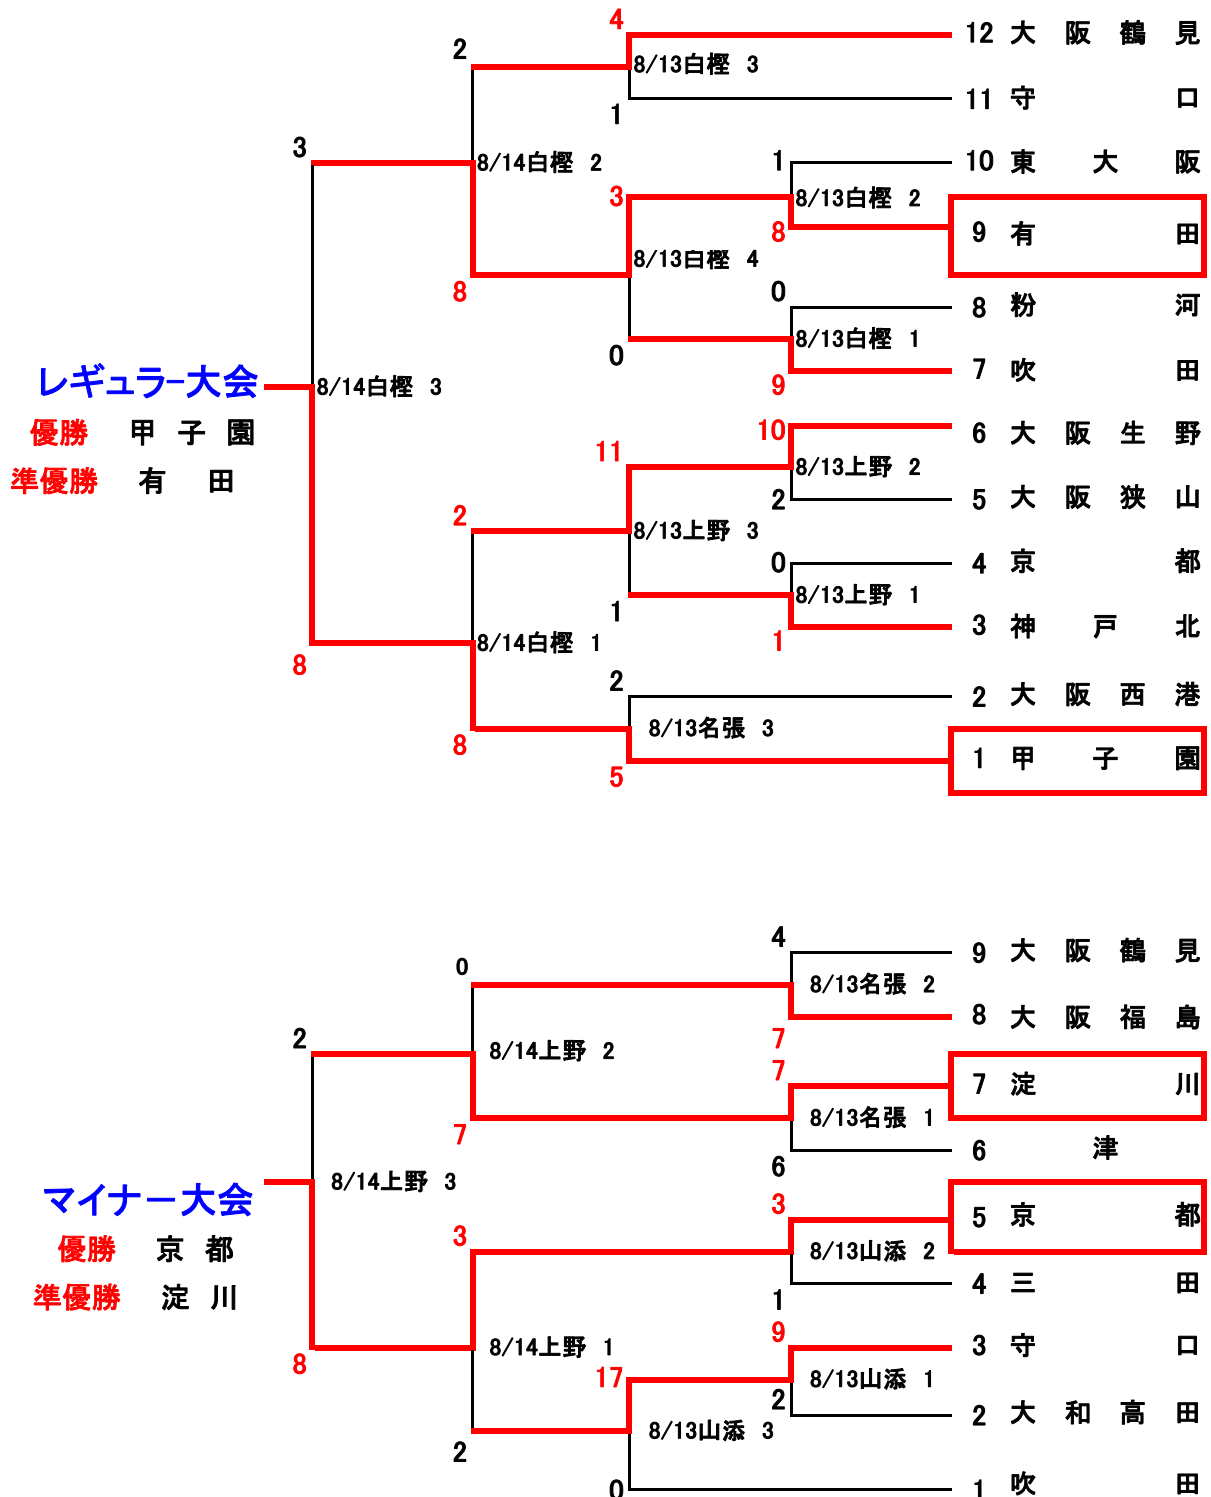 4
12 大阪鶴見
2
8/13白樫 3
11 守口
1
3
8/14白樫 2
1
10 東大阪
3
8/13白樫 2
8
9 有田
8/13白樫 4
8
0
8 粉河
8/13白樫 1
0
7 吹田
9
レギュラー大会
8/14白樫 3
優勝 甲子園
10
6 大阪生野
11
8/13上野 2
準優勝 有田
2
5 大阪狭山
2
8/13上野 3
0
4 京都
8/13上野 1
1
3 神戸北
1
8/14白樫 1
8
2
2 大阪西港
8/13名張 3
8
1 甲子園
5
4
9 大阪鶴見
0
8/13名張 2
8 大阪福島
2
7
8/14上野 2
7
7 淀川
8/13名張 1
7
6 津
6
8/14上野 3
マイナー大会
3
5 京都
優勝 京都
3
8/13山添 2
準優勝 淀川
4 三田
1
9
8/14上野 1
3 守口
8
17
8/13山添 1
2
2 大和高田
8/13山添 3
2
0
1 吹田